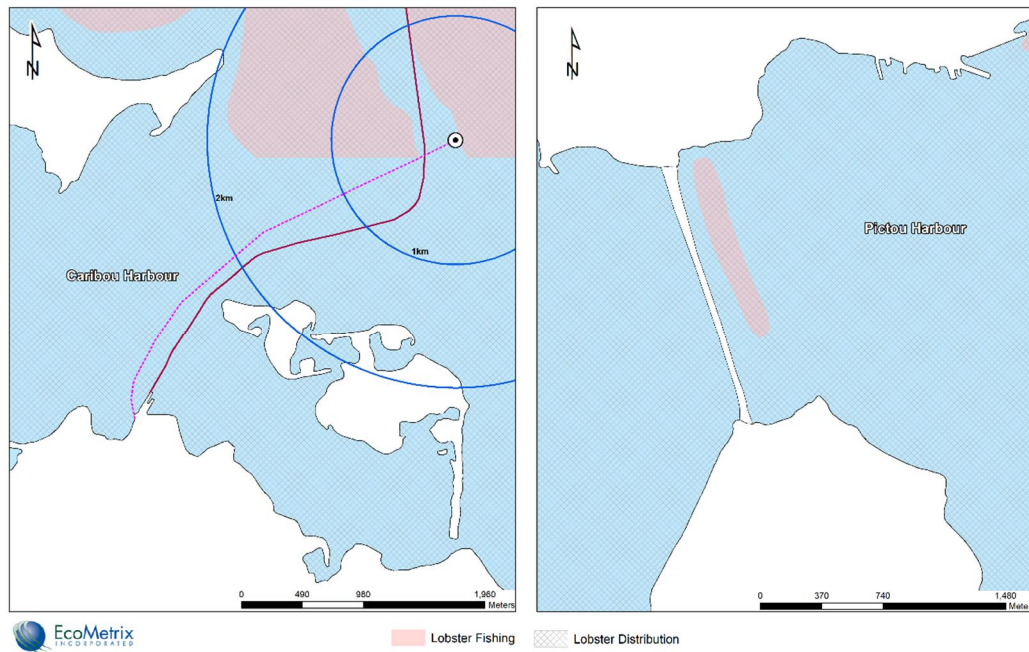 N
2km
1km
Caribou Harbour
0 490 980 1,960
Meters
N
Pictou Harbour
0 370 740 1,480
Mete
EcoMetrix
INCORPORATED
Lobster Fishing
Lobster Distribution